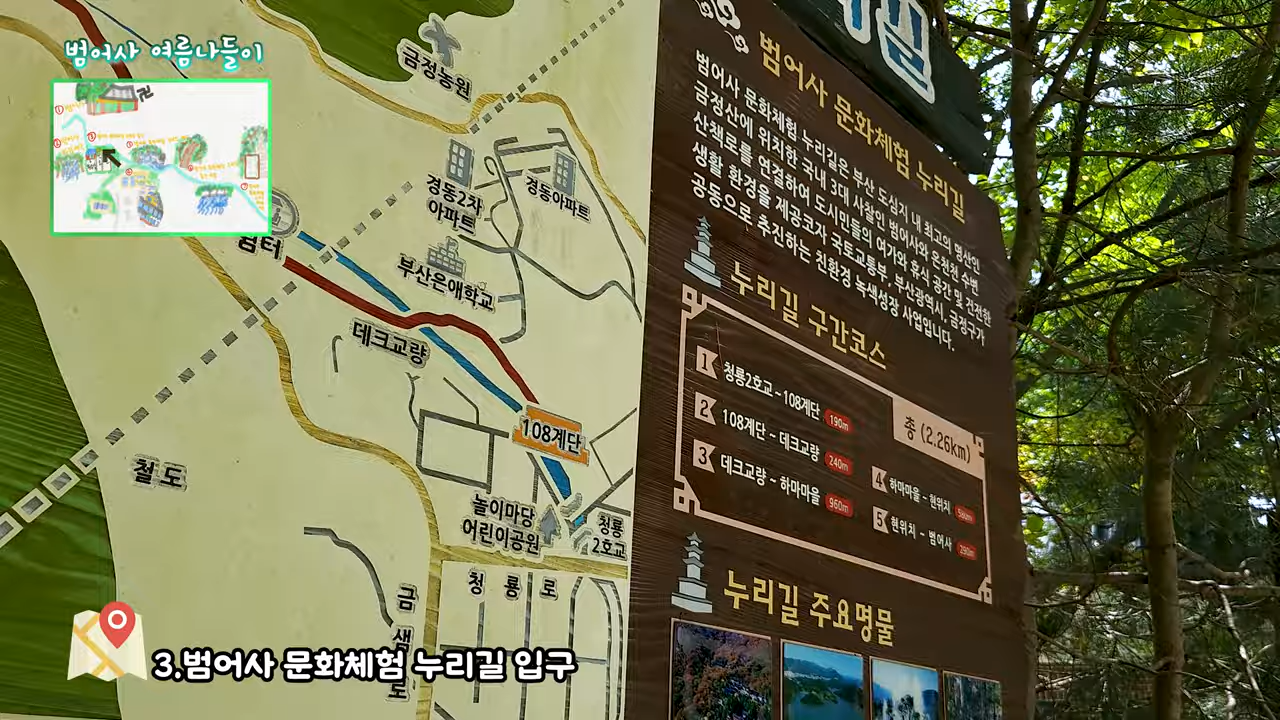 범어사 여름나들이
금정농원
경동2차
아파트
경동아파트
범터
부산은애학교
데크교량
108계단
철도
놀이마당
어린이공원
청룡
2호교
청룡로
금샘로
길
범어사 문화체험 누리길
범어사 문화체험 누리길은 부산 도심지 내 최고의 명산인
금정산에 위치한 국내 3대 사찰인 범어사와 온천천 수변
산책로를 연결하여 도시민들의 여가와 휴식 공간 및 건전한
생활 환경을 제공코자 국토교통부, 부산광역시, 금정구가
공동으로 추진하는 친환경 녹색성장 사업입니다.
누리길 구간코스
총 (2.26km)
1 청룡2호교 ~ 108계단 190m
2 108계단 ~ 데크교량 240m
3 데크교량 ~ 하마마을 960m
4 하마마을 ~ 현위치 580m
5 현위치 ~ 범어사 290m
누리길 주요명물
3.범어사 문화체험 누리길 입구